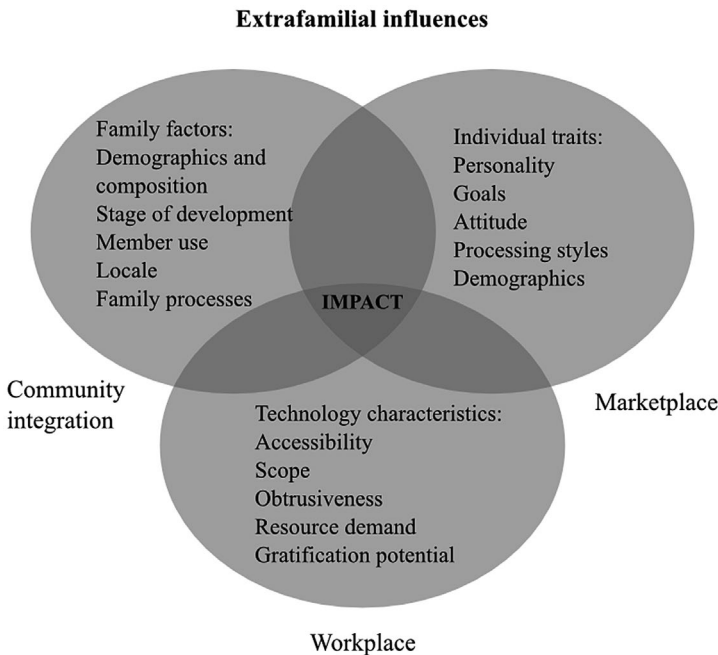 Extrafamilial influences
Family factors:
Demographics and
composition
Stage of development
Member use
Locale
Family processes
Individual traits:
Personality
Goals
Attitude
Processing styles
Demographics
IMPACT
Community
integration
Marketplace
Technology characteristics:
Accessibility
Scope
Obtrusiveness
Resource demand
Gratification potential
Workplace